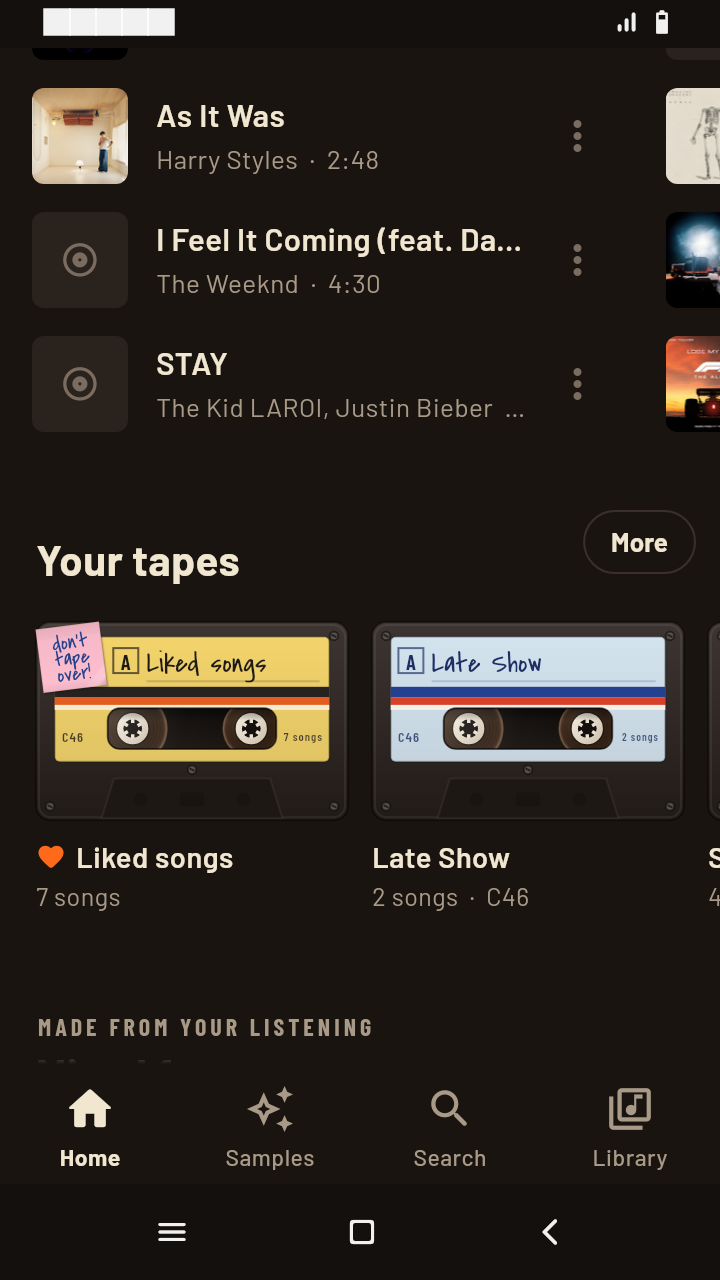 As It Was
Harry Styles · 2:48
I Feel It Coming (feat. Da...
The Weeknd · 4:30
STAY
The Kid LAROI, Justin Bieber ...
Your tapes
More
don't
tape
over!
A Liked songs
C46
7 songs
A Late Show
C46
2 songs
Liked songs
7 songs
Late Show
2 songs · C46
S
4
MADE FROM YOUR LISTENING
Home
Samples
Search
Library